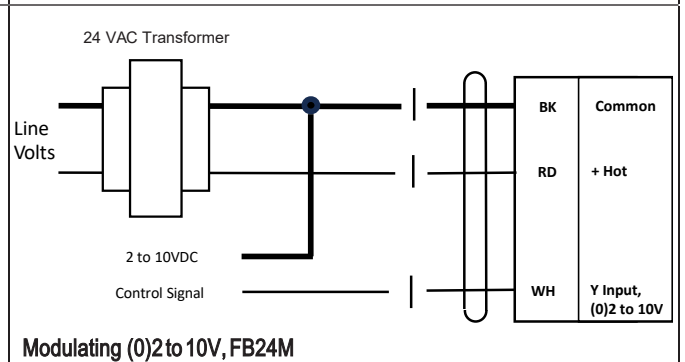 24 VAC Transformer
Line
Volts
BK Common
RD + Hot
2 to 10VDC
Control Signal
WH Y Input,
(0)2 to 10V
Modulating (0)2 to 10V, FB24M